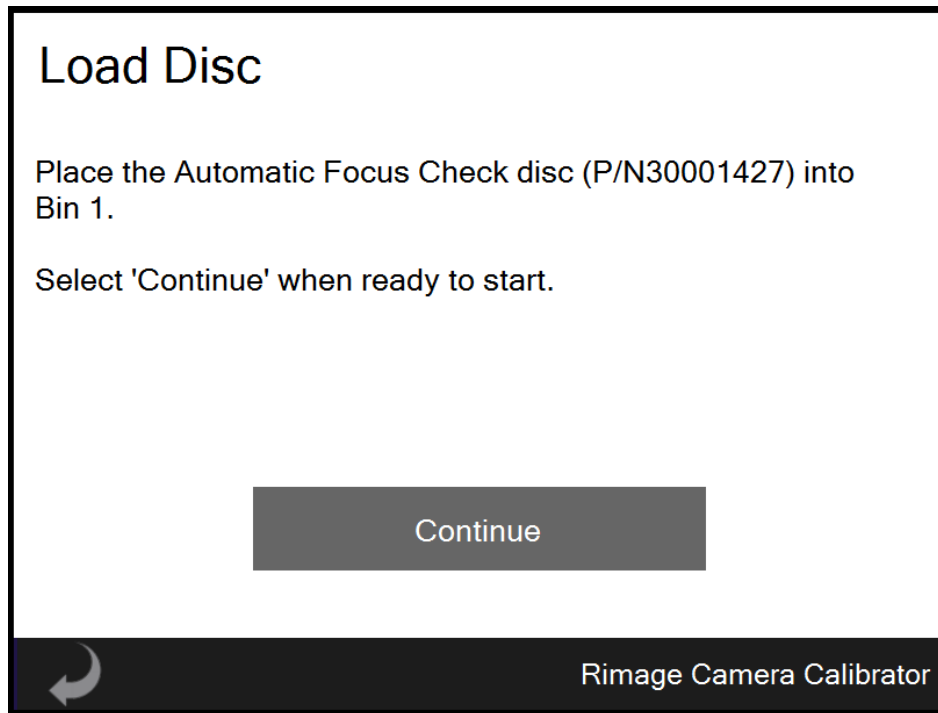 Load Disc
Place the Automatic Focus Check disc (P/N30001427) into
Bin 1.
Select 'Continue' when ready to start.
Continue
Rimage Camera Calibrator